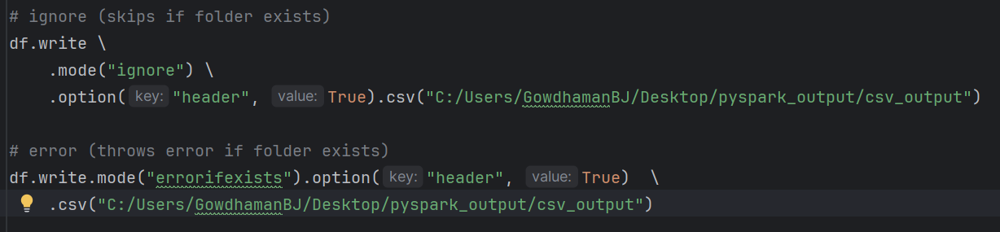 # ignore (skips if folder exists)
df.write \
    .mode("ignore") \
    .option( key: "header", value: True).csv("C:/Users/GowdhamanBJ/Desktop/pyspark_output/csv_output")
# error (throws error if folder exists)
df.write.mode("errorifexists").option( key: "header", value: True)  \
    .csv("C:/Users/GowdhamanBJ/Desktop/pyspark_output/csv_output")